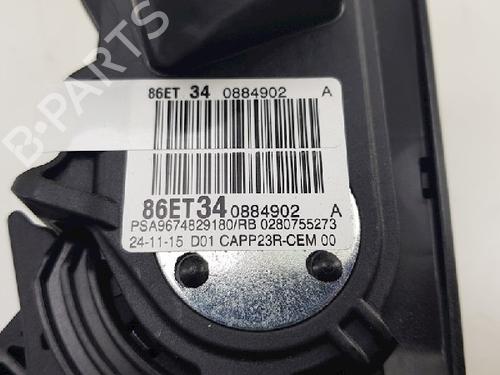 B-PARTS
86ET 34 0884902 A
86ET34 0884902 A
PSA9674829180/RB 0280755273
24-11-15 D01 CAPP23R-CEM 00